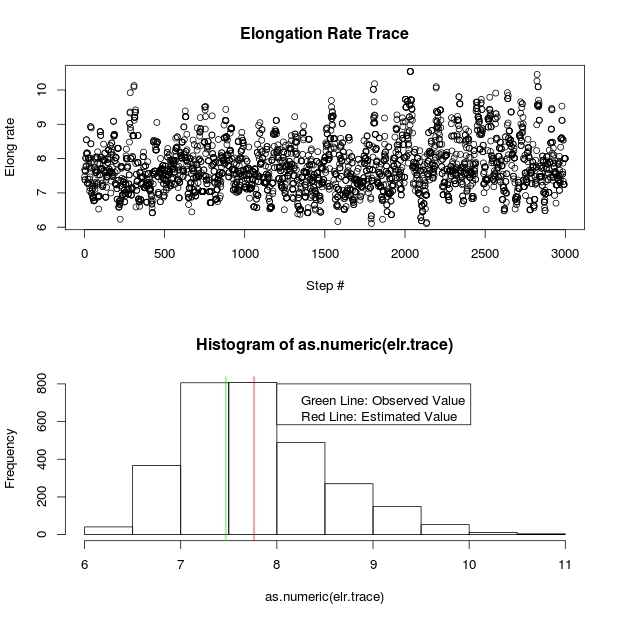 Elongation Rate Trace
10
9
8
7
6
Elong rate
0 500 1000 1500 2000 2500 3000
Step #
Histogram of as.numeric(elr.trace)
800
600
400
200
0
Frequency
Green Line: Observed Value
Red Line: Estimated Value
6 7 8 9 10 11
as.numeric(elr.trace)